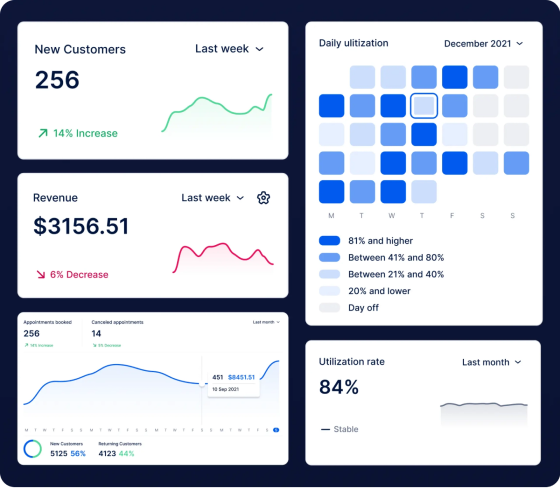 New Customers
Last week
256
14% Increase
Revenue
Last week
$3156.51
6% Decrease
Appointments booked
Canceled appointments
Last month
256
14
14% Increase
6% Decrease
451 $8451.51
10 Sep 2021
New Customers
Returning Customers
5125 56%
4123 44%
Daily ulitization
December 2021
M T W T F S S
81% and higher
Between 41% and 80%
Between 21% and 40%
20% and lower
Day off
Utilization rate
Last month
84%
Stable